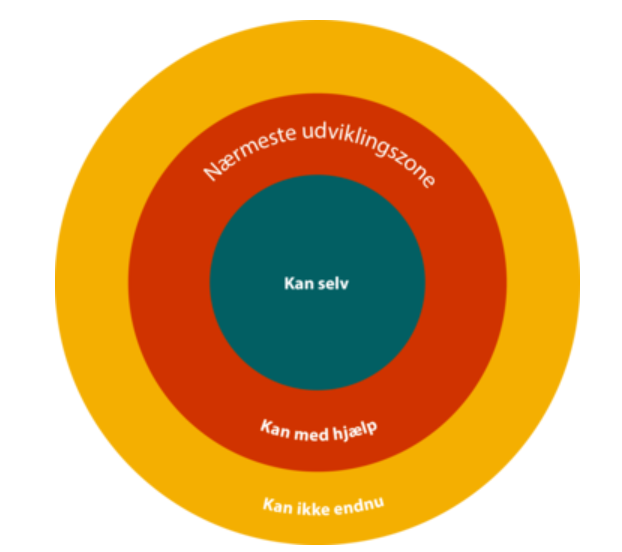 Nærmeste udviklingszone
Kan selv
Kan med hjælp
Kan ikke endnu